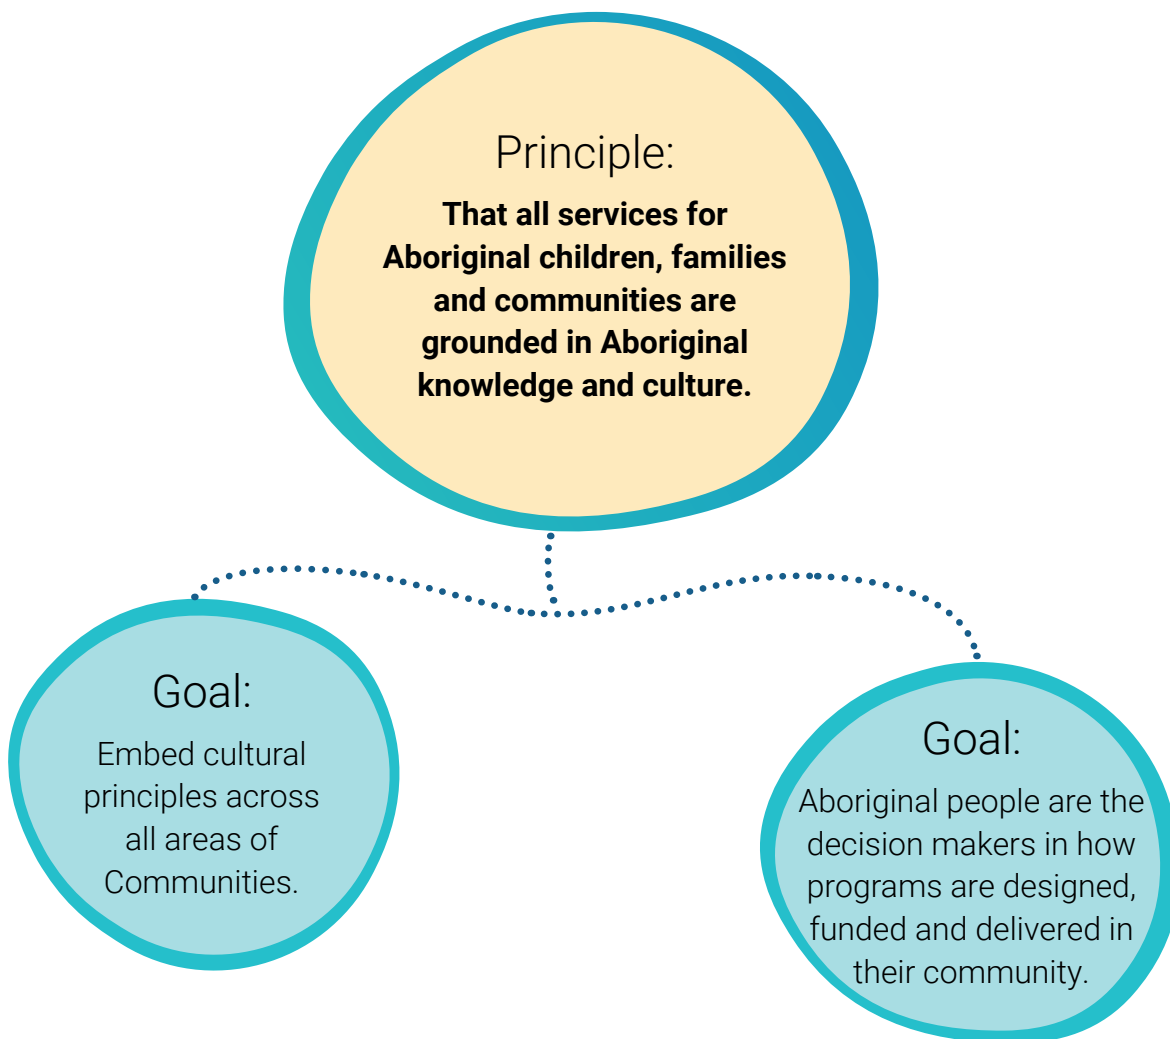 Principle:
That all services for
Aboriginal children, families
and communities are
grounded in Aboriginal
knowledge and culture.
Goal:
Embed cultural
principles across
all areas of
Communities.
Goal:
Aboriginal people are the
decision makers in how
programs are designed,
funded and delivered in
their community.